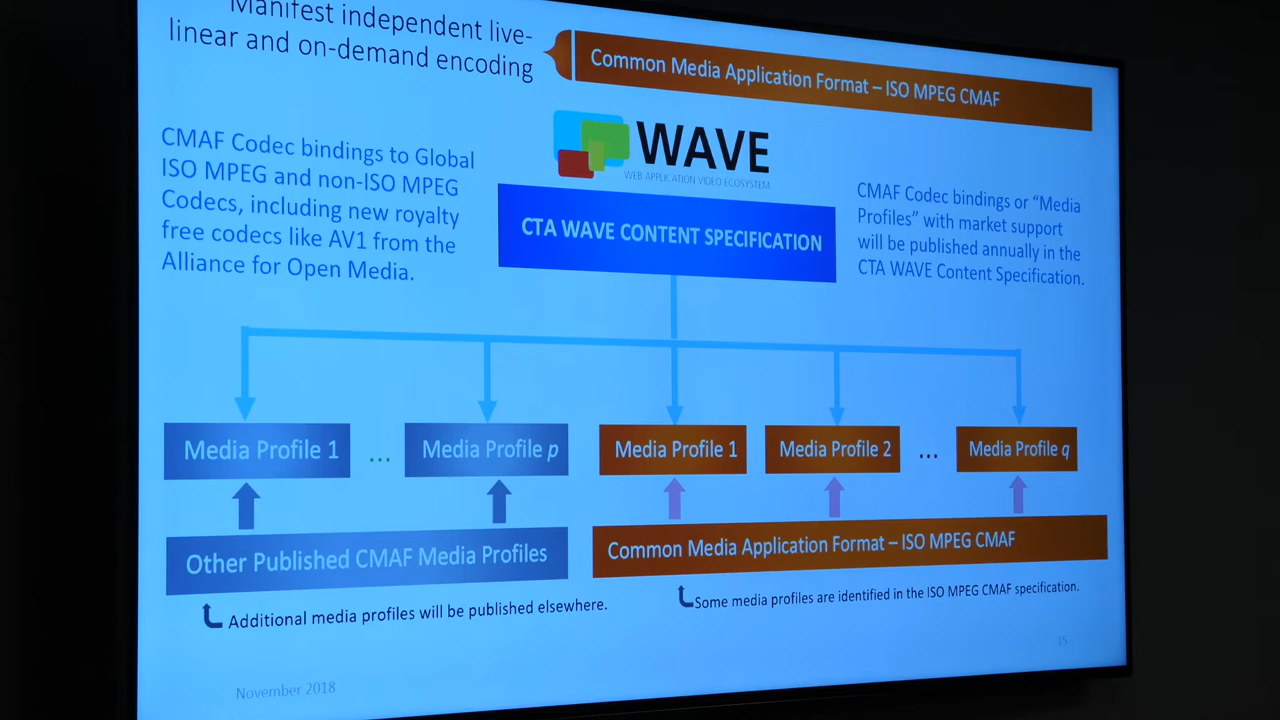 Manifest independent live-
linear and on-demand encoding
Common Media Application Format – ISO MPEG CMAF
WAVE
WEB APPLICATION VIDEO ECOSYSTEM
CMAF Codec bindings to Global
ISO MPEG and non-ISO MPEG
Codecs, including new royalty
free codecs like AV1 from the
Alliance for Open Media.
CTA WAVE CONTENT SPECIFICATION
CMAF Codec bindings or “Media
Profiles” with market support
will be published annually in the
CTA WAVE Content Specification.
Media Profile 1
...
Media Profile p
Media Profile 1
Media Profile 2
...
Media Profile q
Other Published CMAF Media Profiles
Common Media Application Format – ISO MPEG CMAF
Additional media profiles will be published elsewhere.
Some media profiles are identified in the ISO MPEG CMAF specification.
15
November 2018